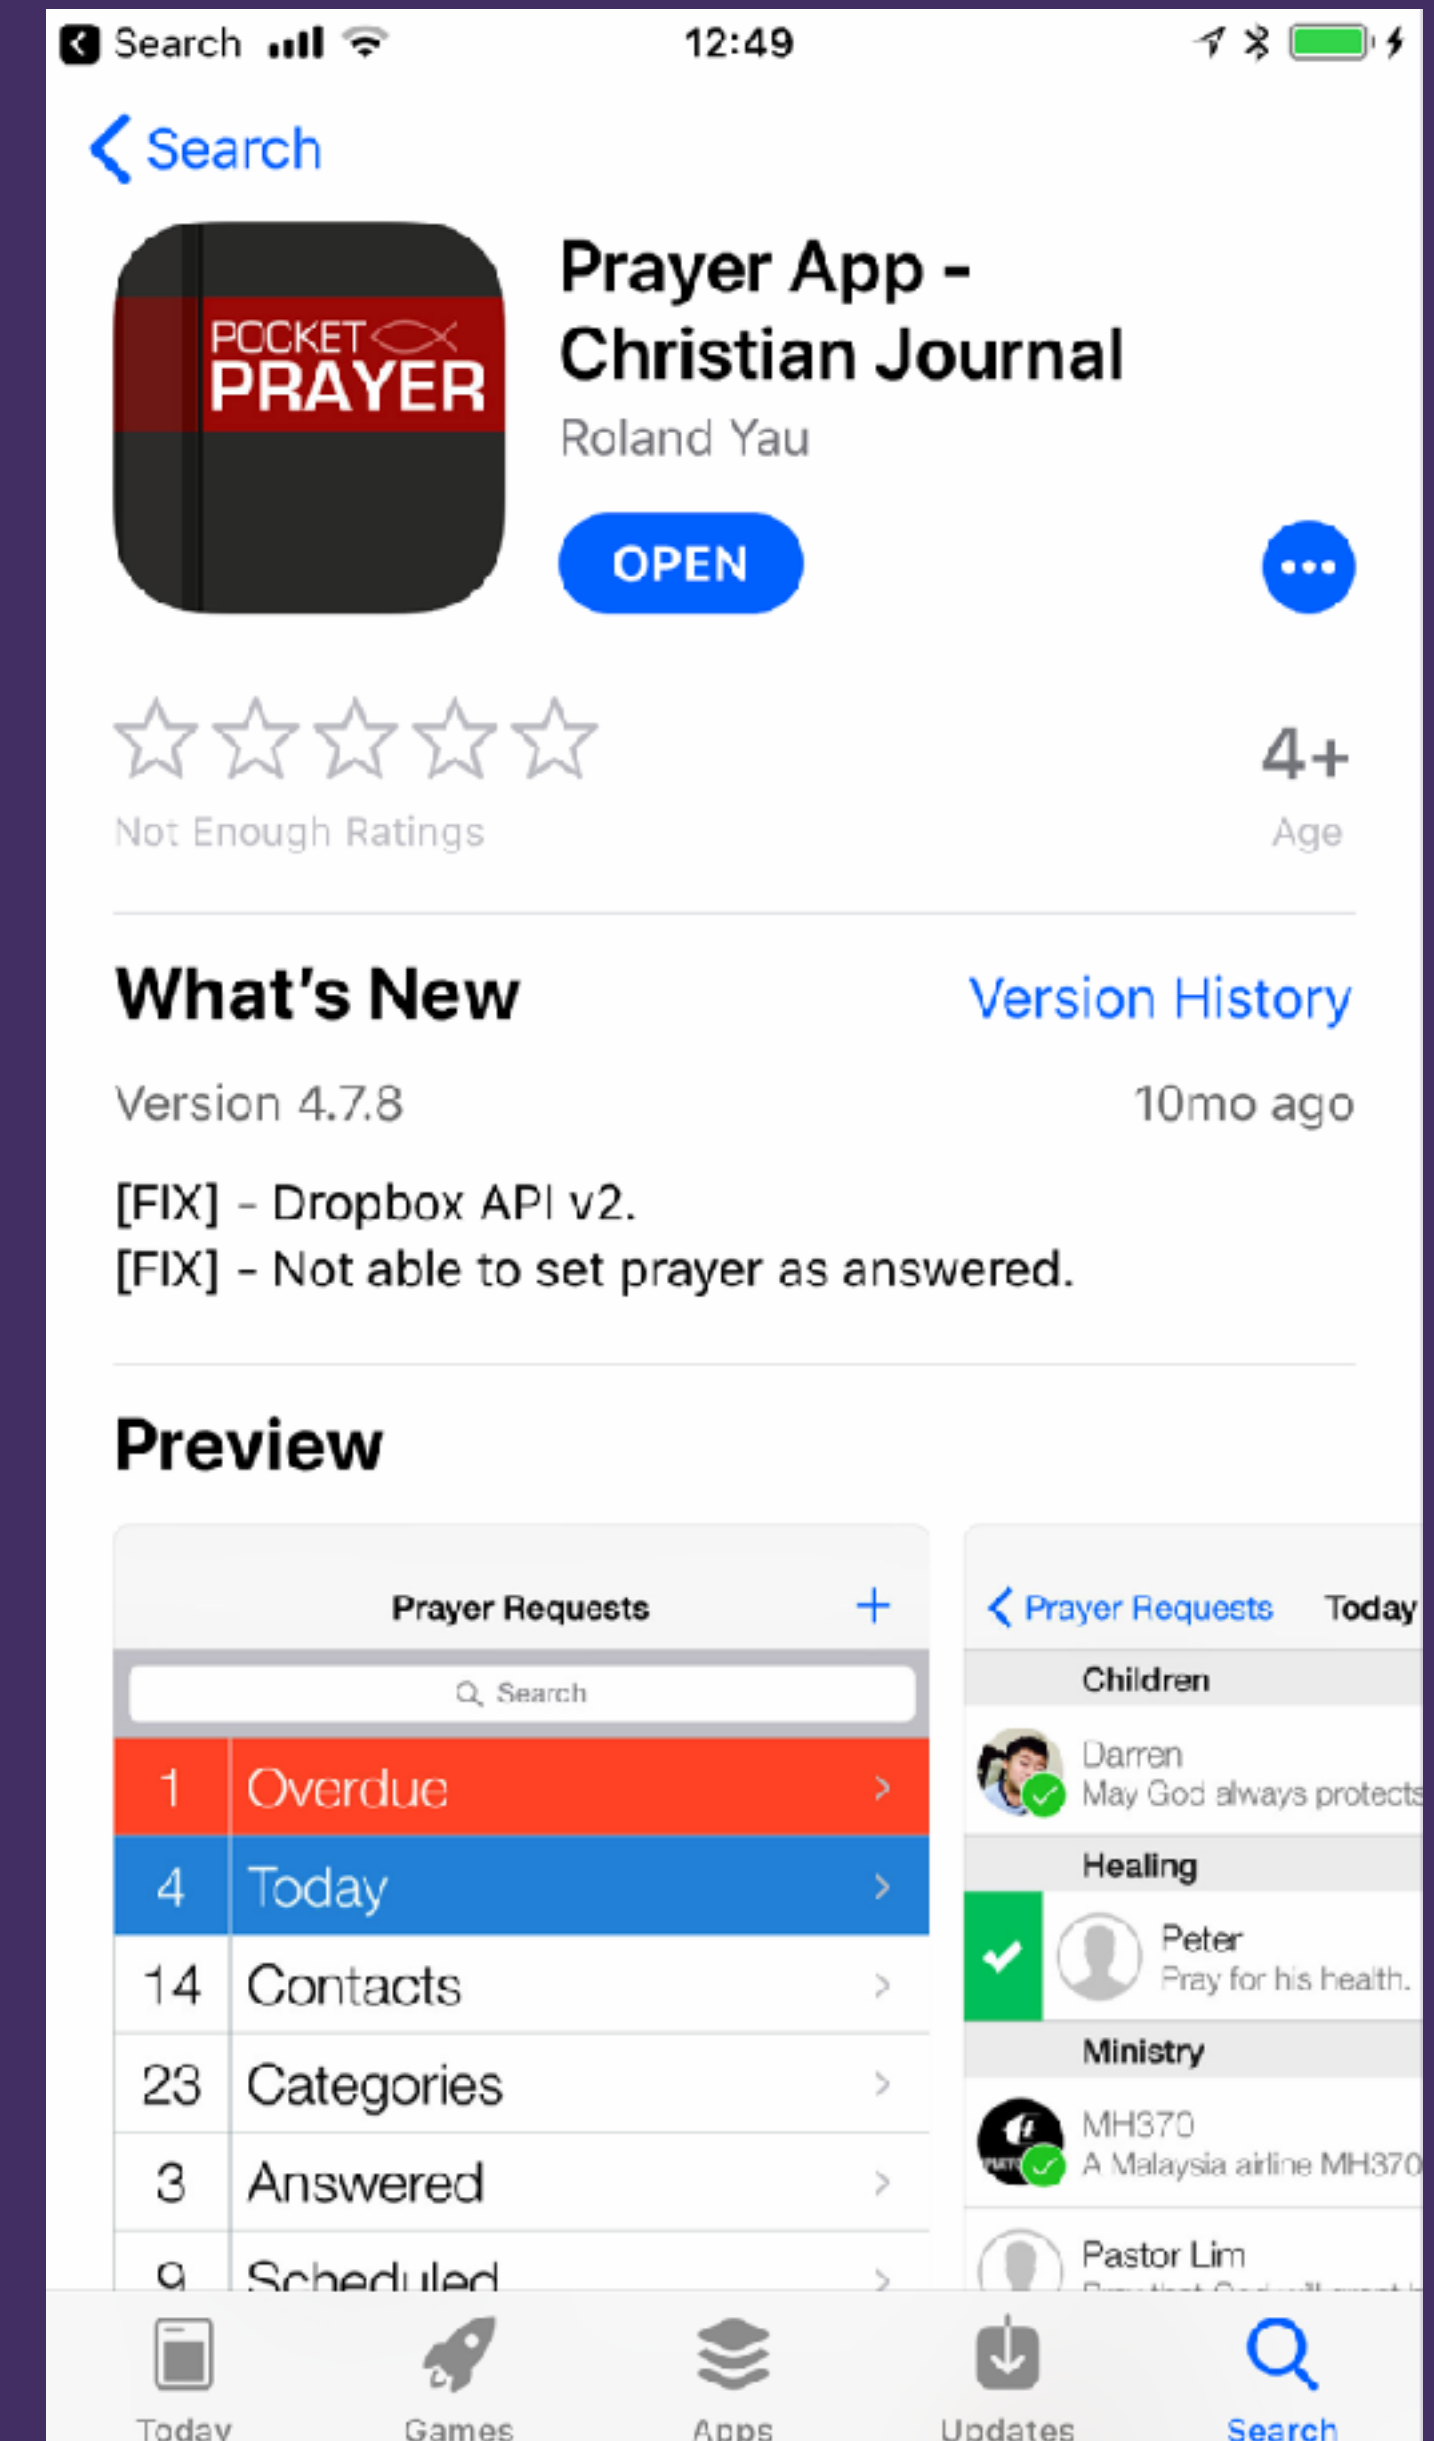 Search 12:49
Search
POCKET
PRAYER
Prayer App -
Christian Journal
Roland Yau
OPEN
Not Enough Ratings
4+
Age
What's New
Version History
Version 4.7.8
10mo ago
[FIX] - Dropbox API v2.
[FIX] - Not able to set prayer as answered.
Preview
Prayer Requests +
Search
1 Overdue
4 Today
14 Contacts
23 Categories
3 Answered
9 Scheduled
Prayer Requests Today
Children
Darren
May God always protects
Healing
Peter
Pray for his health.
Ministry
MH370
A Malaysia airline MH370
Pastor Lim
Today
Games
Apps
Updates
Search